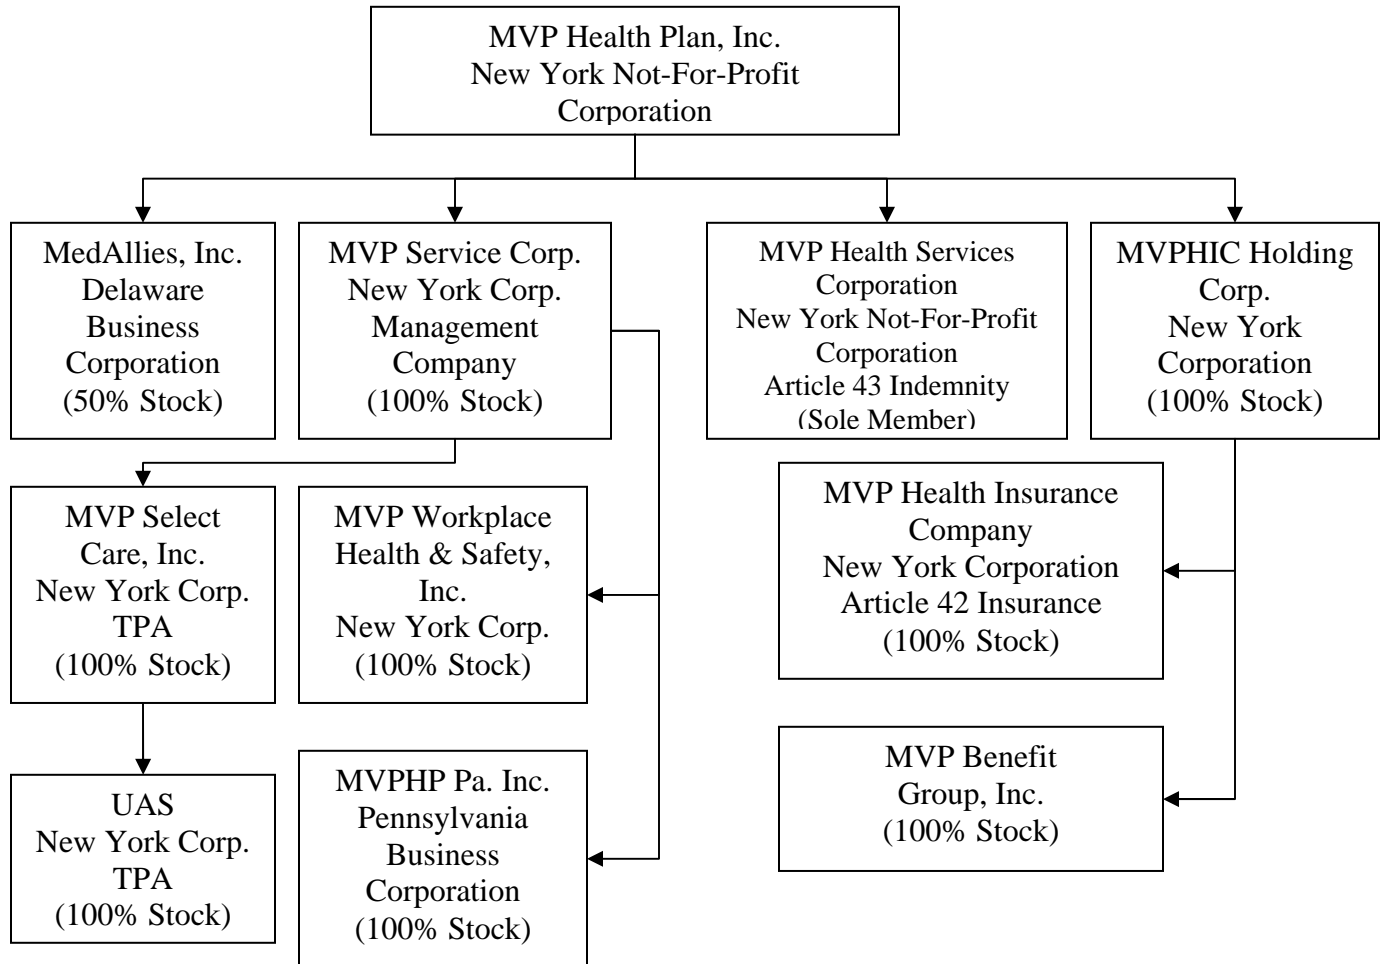 MVP Health Plan, Inc.
New York Not-For-Profit
Corporation
MedAllies, Inc.
Delaware
Business
Corporation
(50% Stock)
MVP Service Corp.
New York Corp.
Management
Company
(100% Stock)
MVP Health Services
Corporation
New York Not-For-Profit
Corporation
Article 43 Indemnity
(Sole Member)
MVPHIC Holding
Corp.
New York
Corporation
(100% Stock)
MVP Select
Care, Inc.
New York Corp.
TPA
(100% Stock)
MVP Workplace
Health & Safety,
Inc.
New York Corp.
(100% Stock)
MVP Health Insurance
Company
New York Corporation
Article 42 Insurance
(100% Stock)
UAS
New York Corp.
TPA
(100% Stock)
MVPHP Pa. Inc.
Pennsylvania
Business
Corporation
(100% Stock)
MVP Benefit
Group, Inc.
(100% Stock)